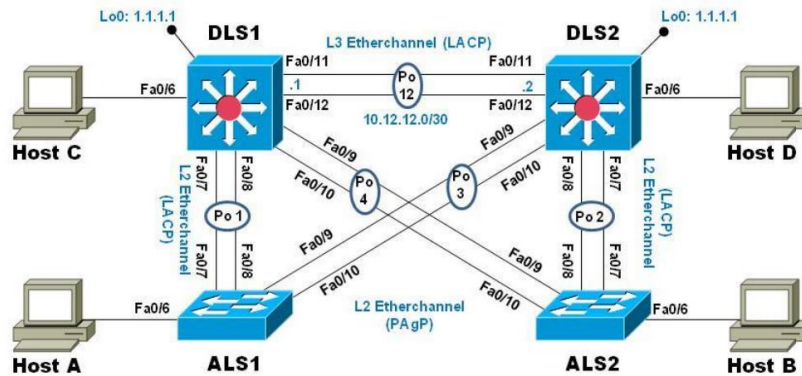 Lo0: 1.1.1.1
DLS1
DLS2
Lo0: 1.1.1.1
L3 Etherchannel (LACP)
Fa0/11
Fa0/11
Fa0/6
.1
Po
12
.2
Fa0/6
Fa0/12
Fa0/12
10.12.12.0/30
Host C
Host D
Fa0/9
Fa0/9
Fa0/10
Fa0/10
Fa0/7
Fa0/8
Fa0/8
Fa0/7
Po
4
Po
3
L2 Etherchannel
(LACP)
Po 1
Po 2
L2 Etherchannel
(LACP)
Fa0/7
Fa0/8
Fa0/9
Fa0/10
Fa0/9
Fa0/10
Fa0/8
Fa0/7
Fa0/6
L2 Etherchannel
(PAgP)
Fa0/6
Host A
ALS1
ALS2
Host B